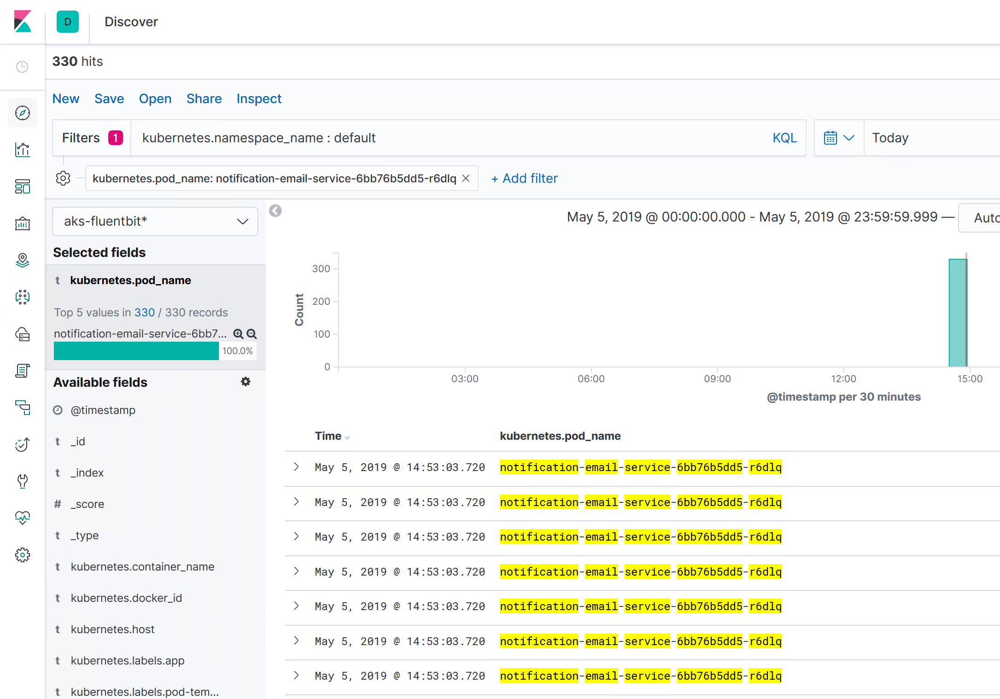 D Discover
330 hits
New Save Open Share Inspect
Filters 1 kubernetes.namespace_name : default KQL Today
kubernetes.pod_name: notification-email-service-6bb76b5dd5-r6dlq + Add filter
aks-fluentbit*
May 5, 2019 @ 00:00:00.000 - May 5, 2019 @ 23:59:59.999 — Auto
Selected fields
t kubernetes.pod_name
Top 5 values in 330 / 330 records
notification-email-service-6bb7...
100.0%
Available fields
@timestamp
t _id
t _index
# _score
t _type
t kubernetes.container_name
t kubernetes.docker_id
t kubernetes.host
t kubernetes.labels.app
t kubernetes.labels.pod-tem...
Count
300
200
100
0
03:00 06:00 09:00 12:00 15:00
@timestamp per 30 minutes
Time kubernetes.pod_name
May 5, 2019 @ 14:53:03.720 notification-email-service-6bb76b5dd5-r6dlq
May 5, 2019 @ 14:53:03.720 notification-email-service-6bb76b5dd5-r6dlq
May 5, 2019 @ 14:53:03.720 notification-email-service-6bb76b5dd5-r6dlq
May 5, 2019 @ 14:53:03.720 notification-email-service-6bb76b5dd5-r6dlq
May 5, 2019 @ 14:53:03.720 notification-email-service-6bb76b5dd5-r6dlq
May 5, 2019 @ 14:53:03.720 notification-email-service-6bb76b5dd5-r6dlq
May 5, 2019 @ 14:53:03.720 notification-email-service-6bb76b5dd5-r6dlq